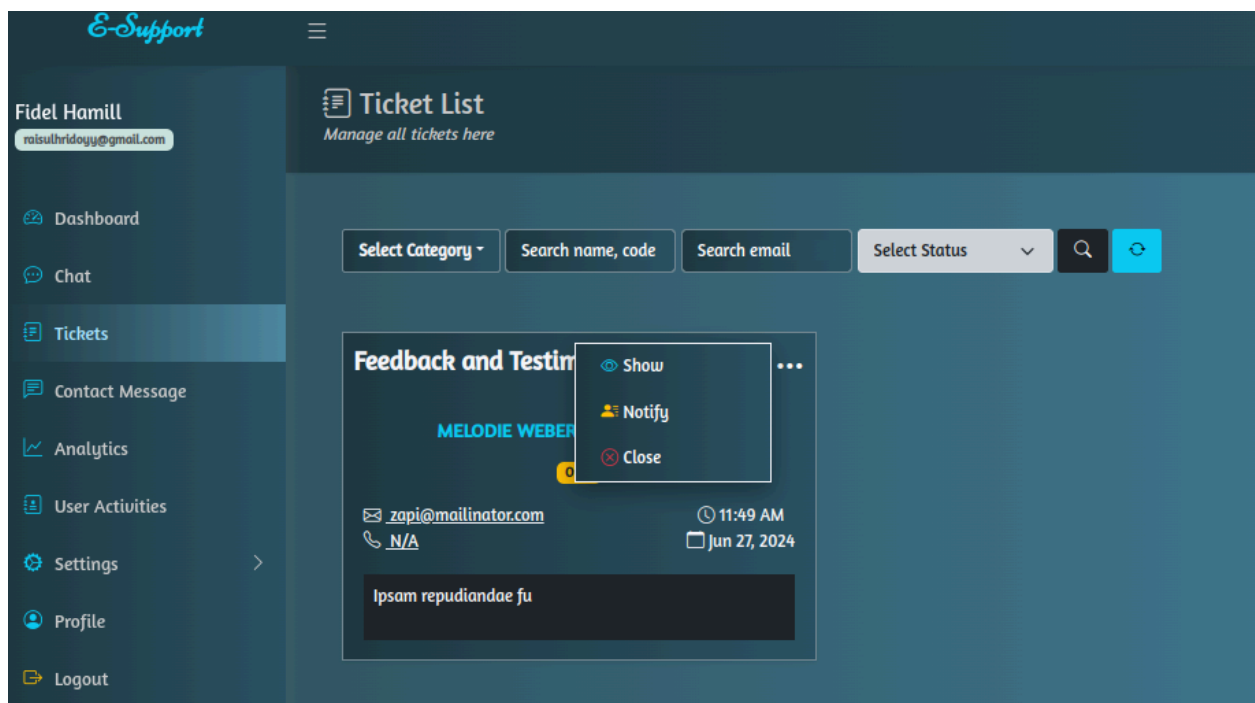 E-Support
Fidel Hamill
raisulhridoyy@gmail.com
Dashboard
Chat
Tickets
Contact Message
Analytics
User Activities
Settings
Profile
Logout
Ticket List
Manage all tickets here
Select Category
Search name, code
Search email
Select Status
Feedback and
Show
Notify
Close
MELODIE WEBER
zapi@mailinator.com
11:49 AM
N/A
Jun 27, 2024
Ipsam repudiandae fu